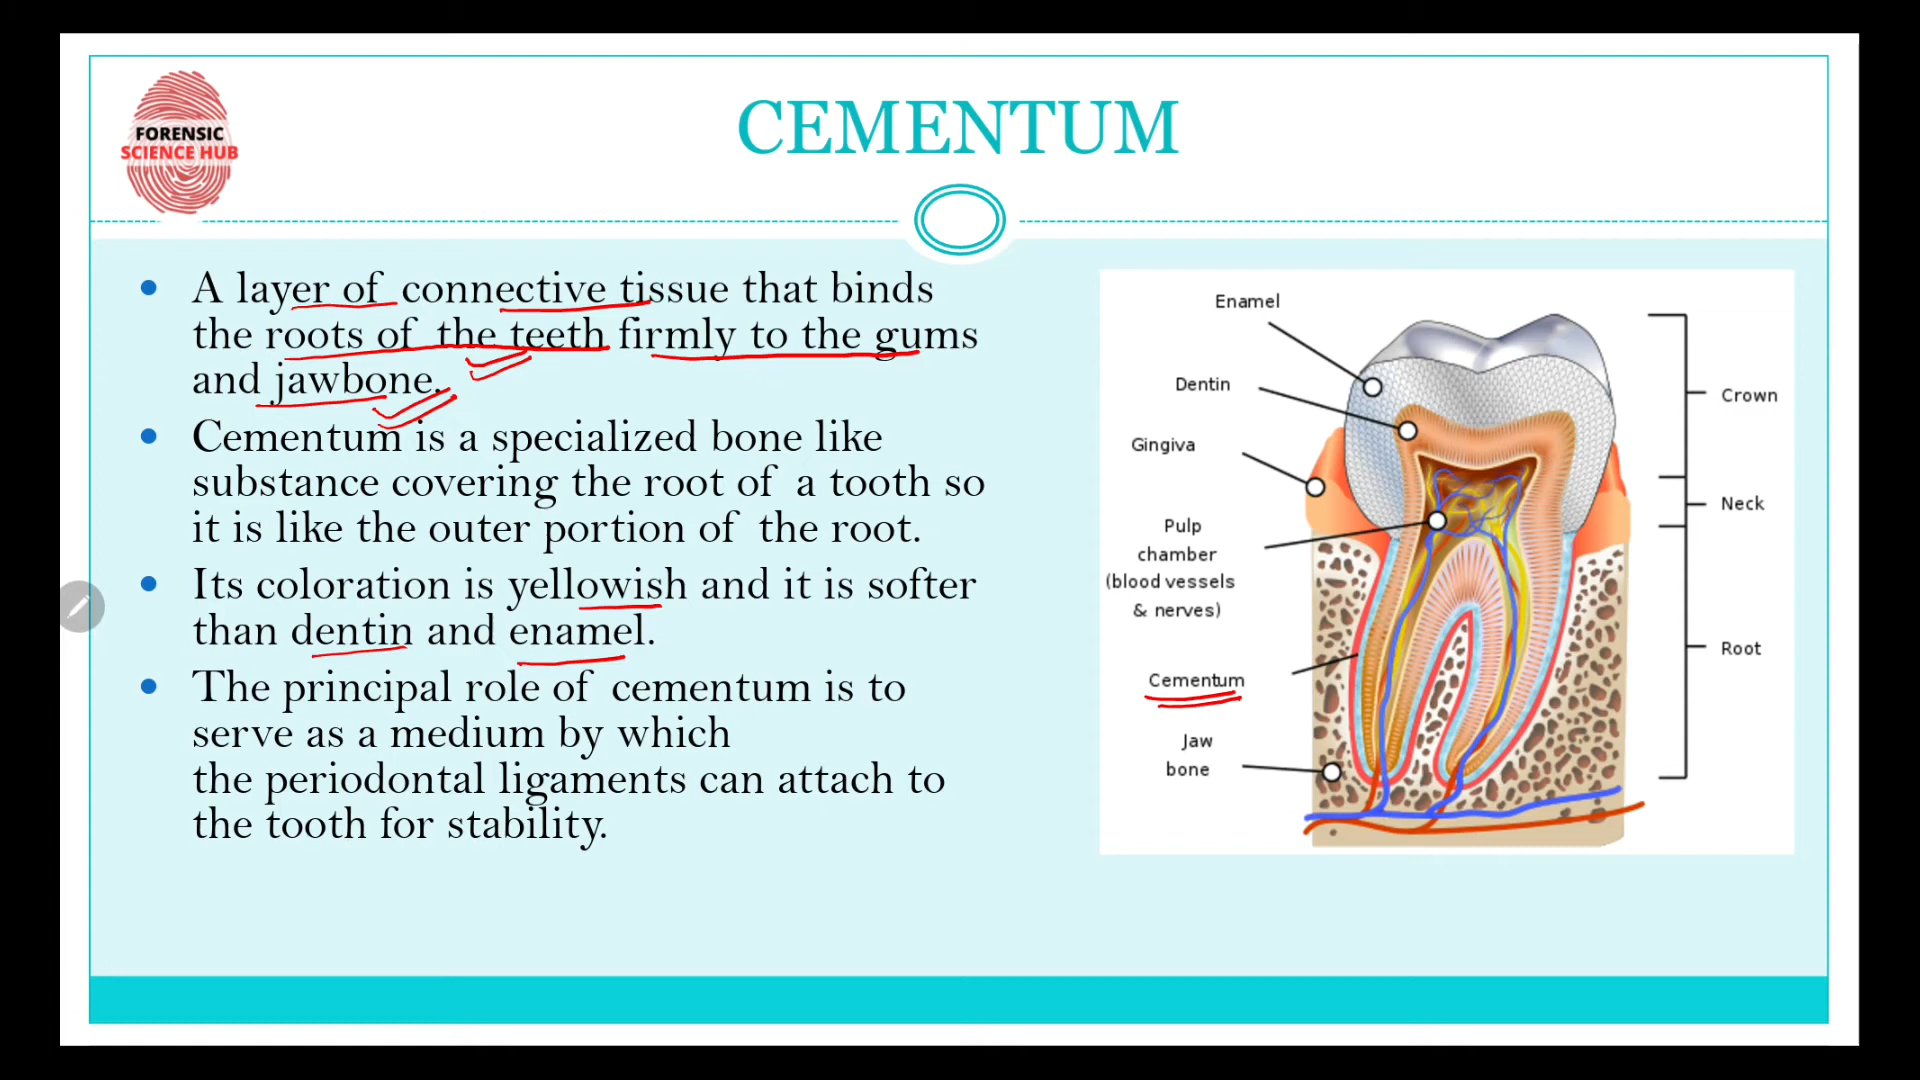 FORENSIC
SCIENCE HUB
CEMENTUM
• A layer of connective tissue that binds
the roots of the teeth firmly to the gums
and jawbone.
• Cementum is a specialized bone like
substance covering the root of a tooth so
it is like the outer portion of the root.
• Its coloration is yellowish and it is softer
than dentin and enamel.
• The principal role of cementum is to
serve as a medium by which
the periodontal ligaments can attach to
the tooth for stability.
Enamel
Dentin
Gingiva
Pulp
chamber
(blood vessels
& nerves)
Cementum
Jaw
bone
Crown
Neck
Root